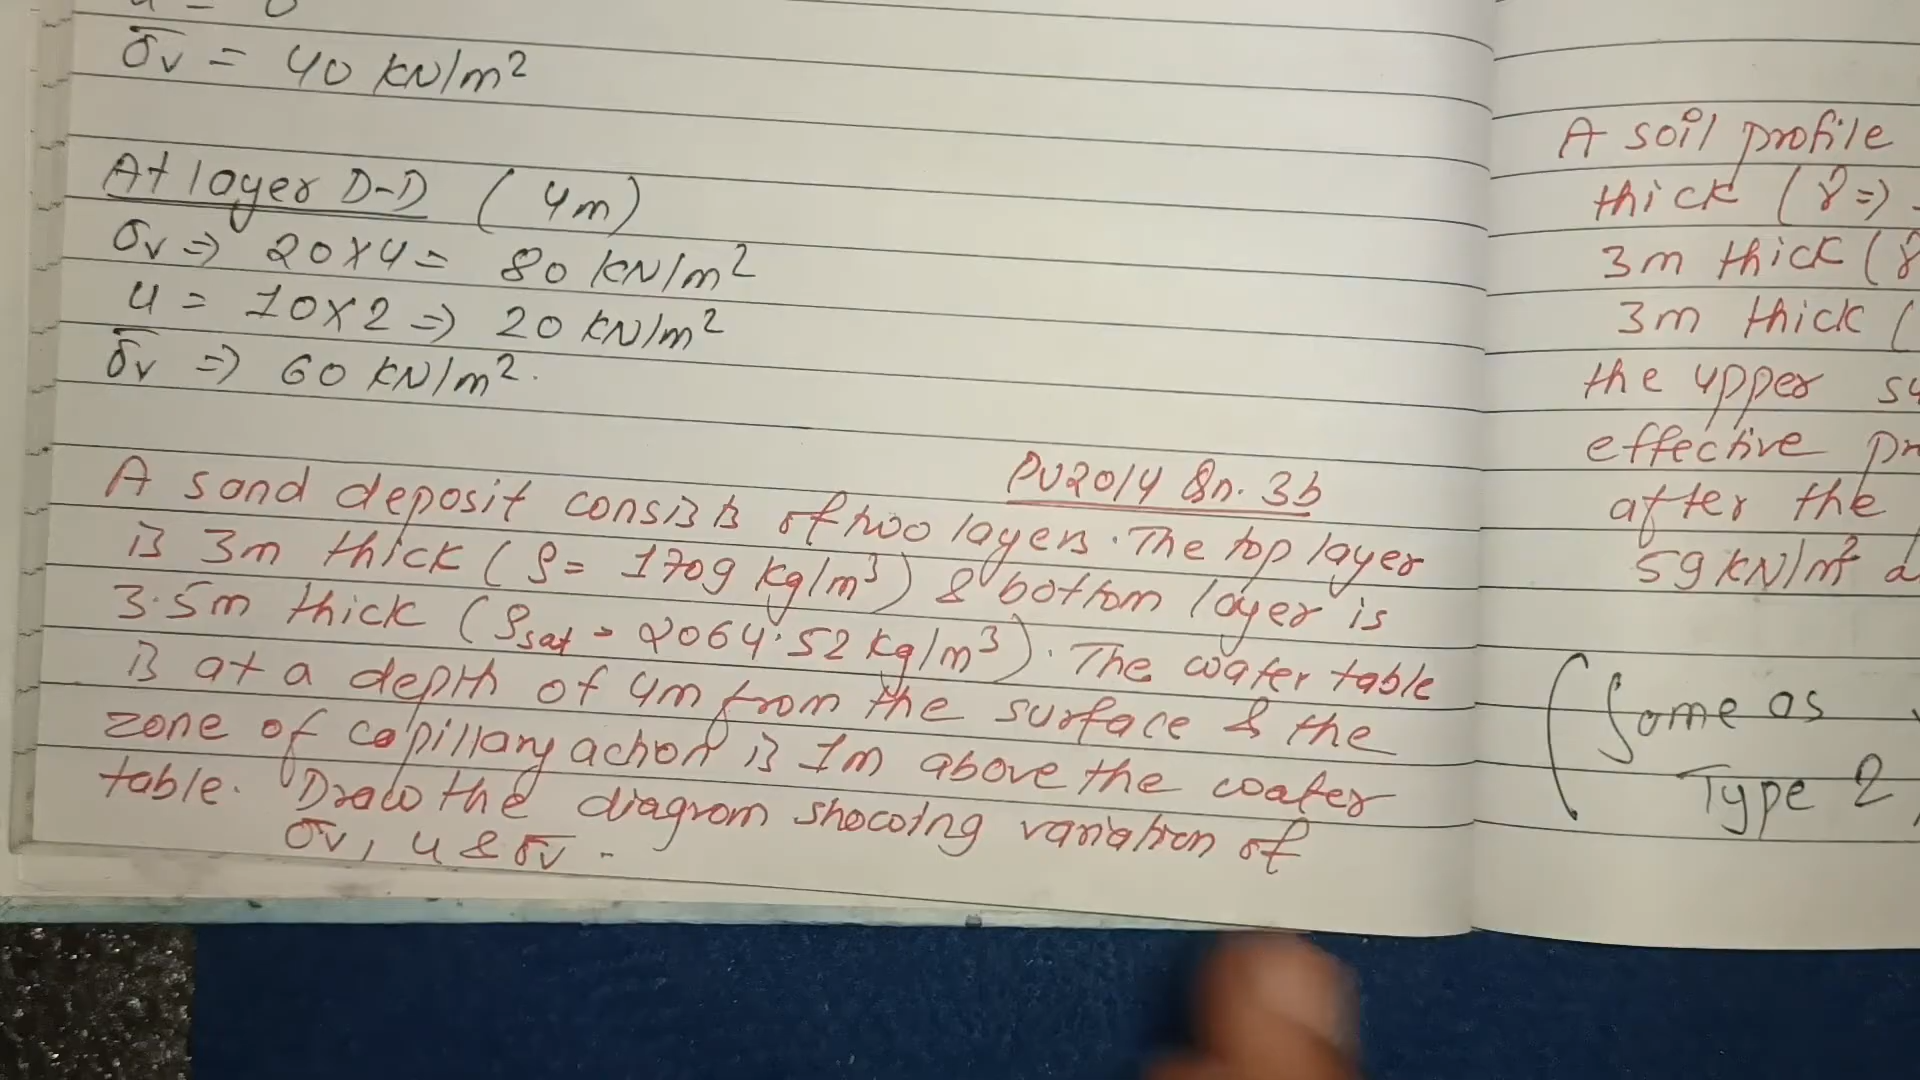 σ̄v = 40 KN/m²
At layer D-D (4m)
σv => 20x4 = 80 KN/m²
u = 10x2 => 20 KN/m²
σ̄v => 60 KN/m².
PU2014 Qn. 3b
A sand deposit consists of two layers. The top layer
is 3m thick (ρ = 1709 kg/m³) & bottom layer is
3.5m thick (ρsat = 2064.52 kg/m³). The water table
is at a depth of 4m from the surface & the
zone of capillary action is 1m above the water
table. Draw the diagram showing variation of
σv, u & σ̄v.
A soil profile
thick (γ =>
3m thick (γ
3m thick (
the upper
effective
after the
59 KN/m²
(Same as
Type 2